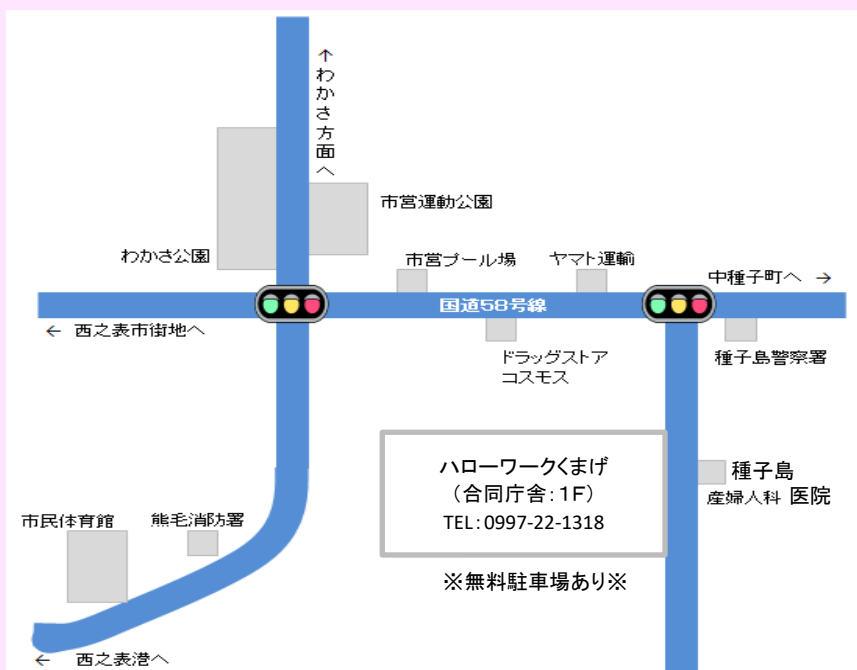 ↑わかさ方面へ
市営運動公園
わかさ公園
市営プール場
ヤマト運輸
中種子町へ →
国道58号線
← 西之表市街地へ
ドラッグストア
コスモス
種子島警察署
ハローワークくまげ
（合同庁舎：1F）
TEL：0997-22-1318
種子島
産婦人科 医院
市民体育館
熊毛消防署
※無料駐車場あり※
← 西之表港へ